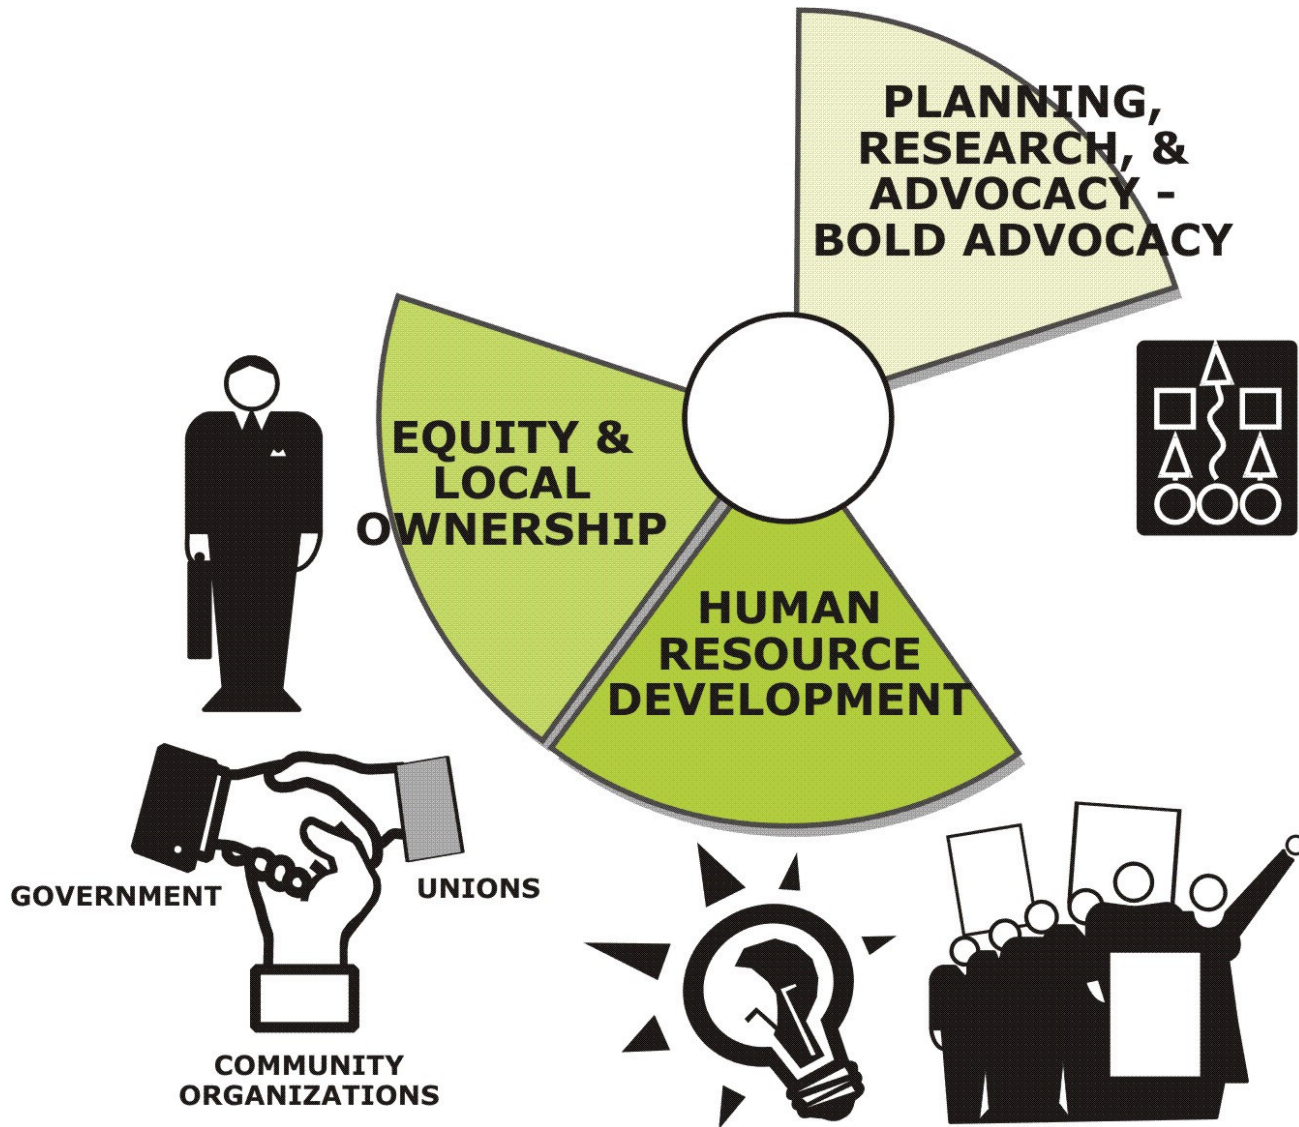 PLANNING,
RESEARCH, &
ADVOCACY -
BOLD ADVOCACY
EQUITY &
LOCAL
OWNERSHIP
HUMAN
RESOURCE
DEVELOPMENT
GOVERNMENT
UNIONS
COMMUNITY
ORGANIZATIONS